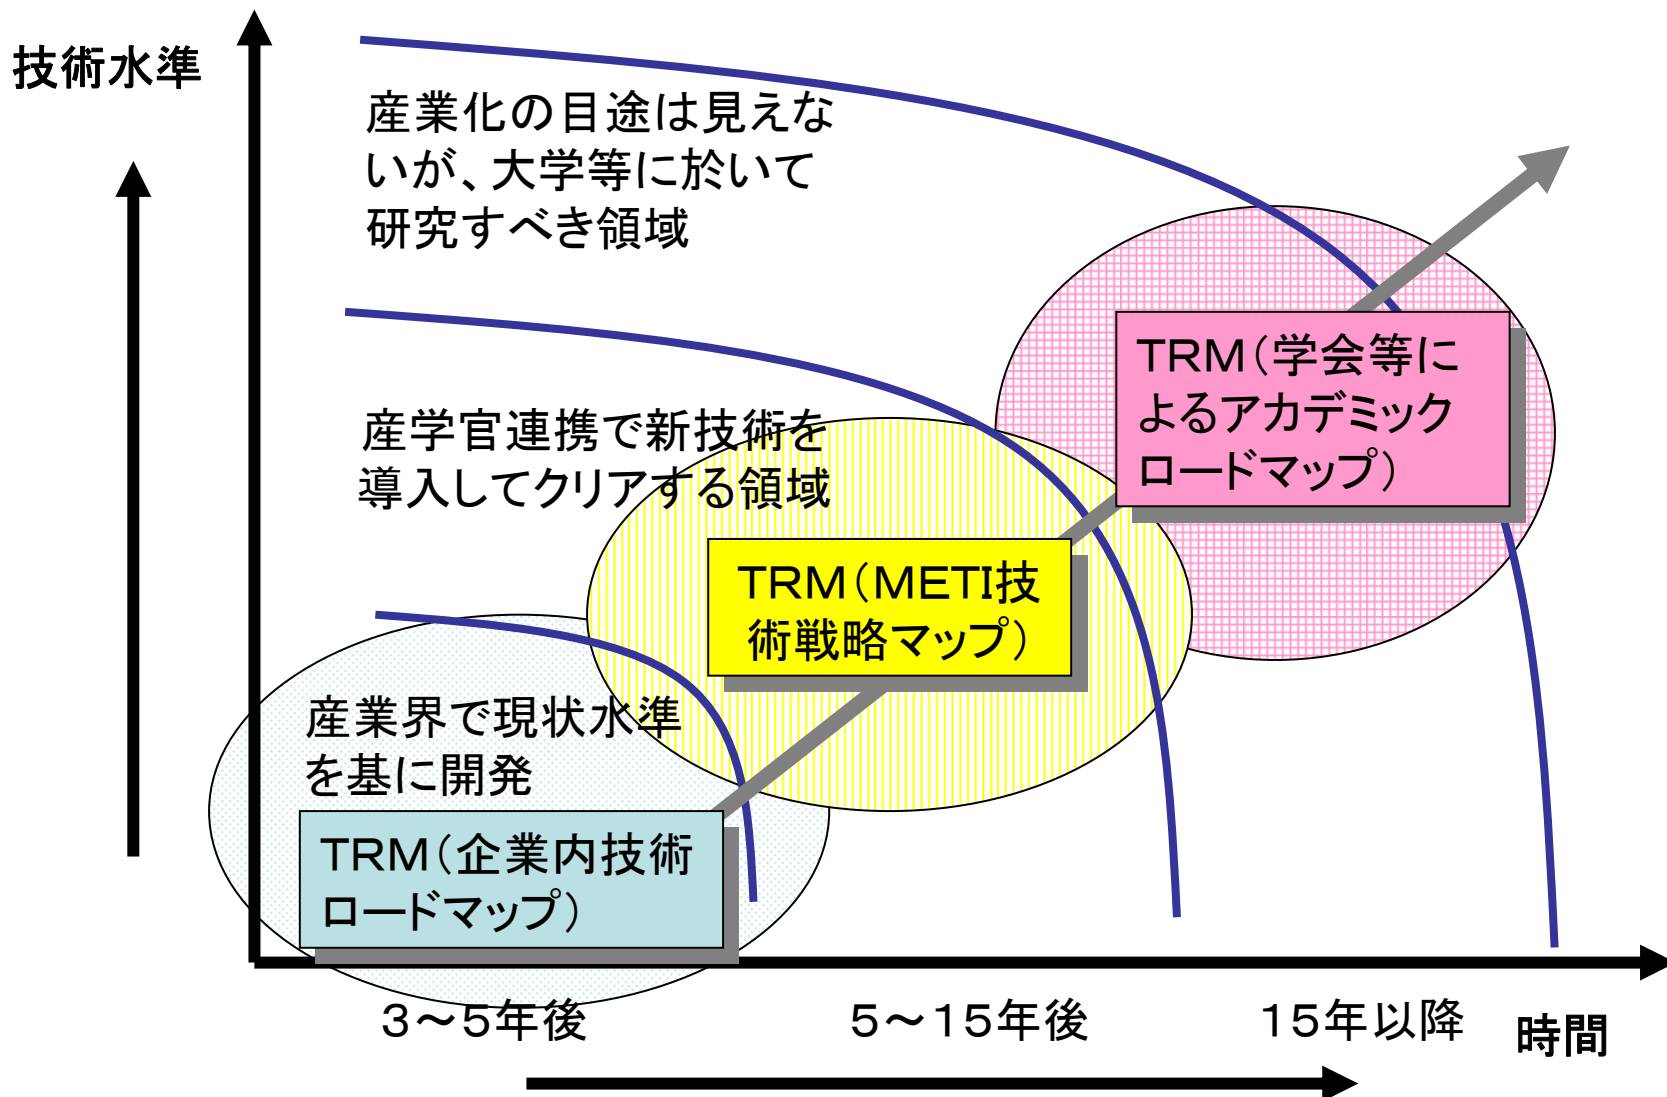 技術水準
産業化の目途は見えな
いが、大学等に於いて
研究すべき領域
TRM（学会等に
よるアカデミック
ロードマップ）
産学官連携で新技術を
導入してクリアする領域
TRM（METI技
術戦略マップ）
産業界で現状水準
を基に開発
TRM（企業内技術
ロードマップ）
3～5年後
5～15年後
15年以降
時間